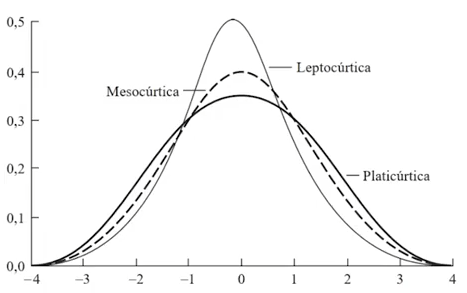 0,5
0,4
0,3
0,2
0,1
0,0
Leptocúrtica
Mesocúrtica
Platicúrtica
–4 –3 –2 –1 0 1 2 3 4